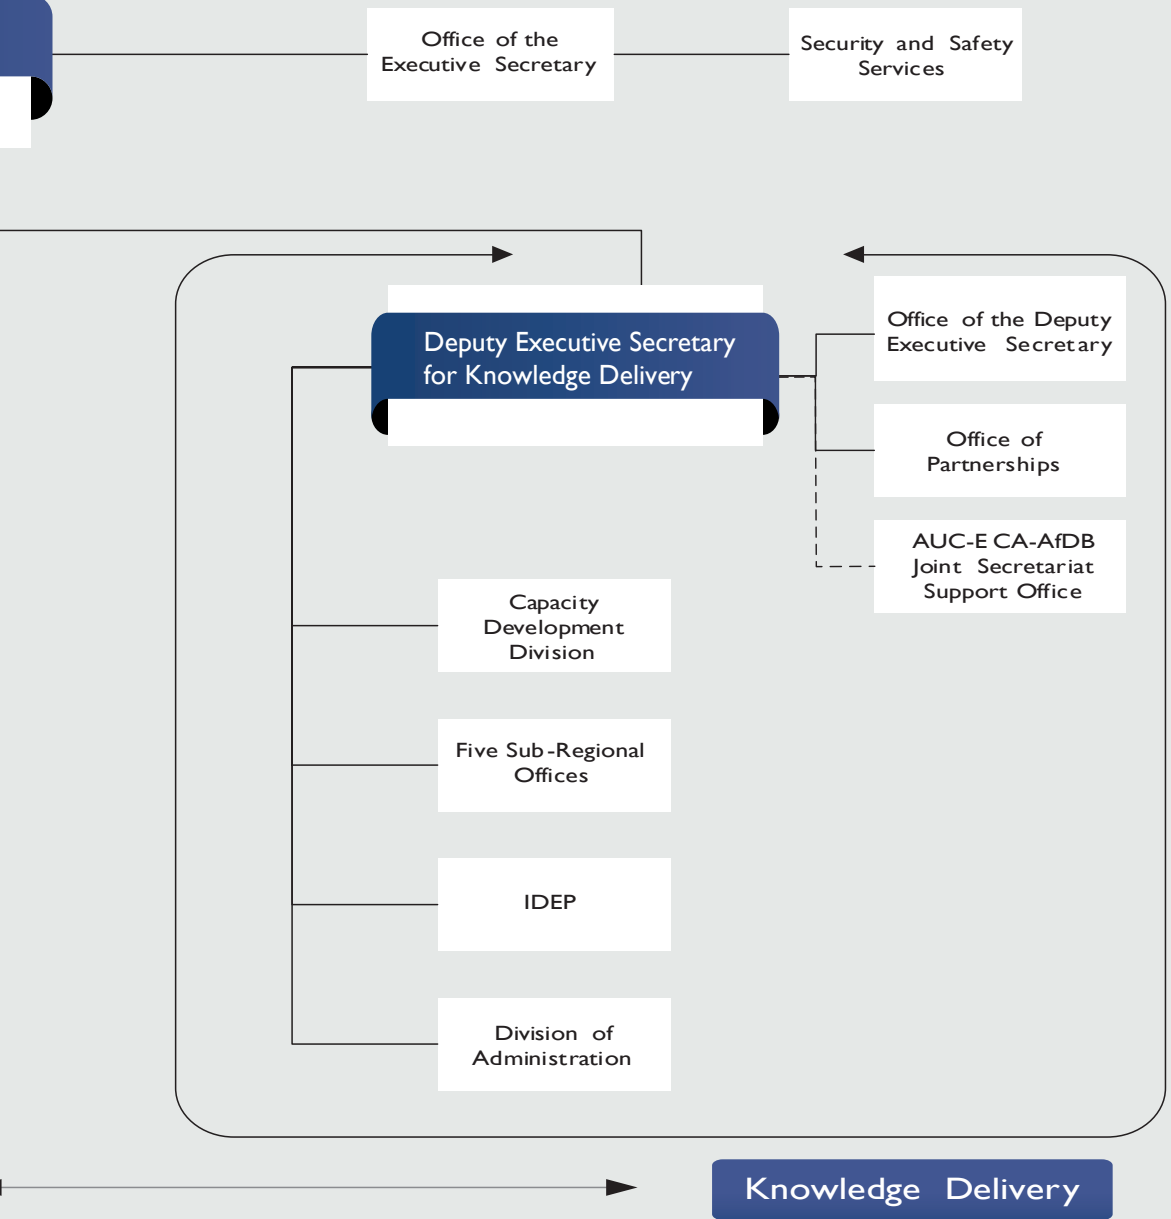 Office of the
Executive Secretary
Security and Safety
Services
Deputy Executive Secretary
for Knowledge Delivery
Office of the Deputy
Executive Secretary
Office of
Partnerships
AUC-E CA-AfDB
Joint Secretariat
Support Office
Capacity
Development
Division
Five Sub-Regional
Offices
IDEP
Division of
Administration
Knowledge Delivery